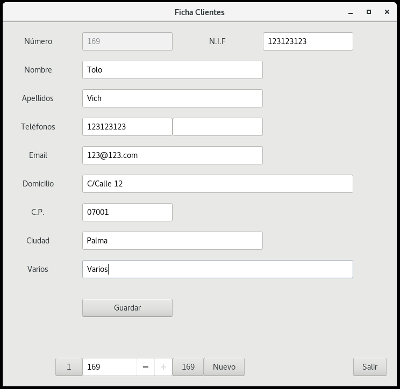 Ficha Clientes
Número 169 N.I.F 123123123
Nombre Tolo
Apellidos Vich
Teléfonos 123123123
Email 123@123.com
Domicilio C/Calle 12
C.P. 07001
Ciudad Palma
Varios Varios
Guardar
1 169 − + 169 Nuevo Salir